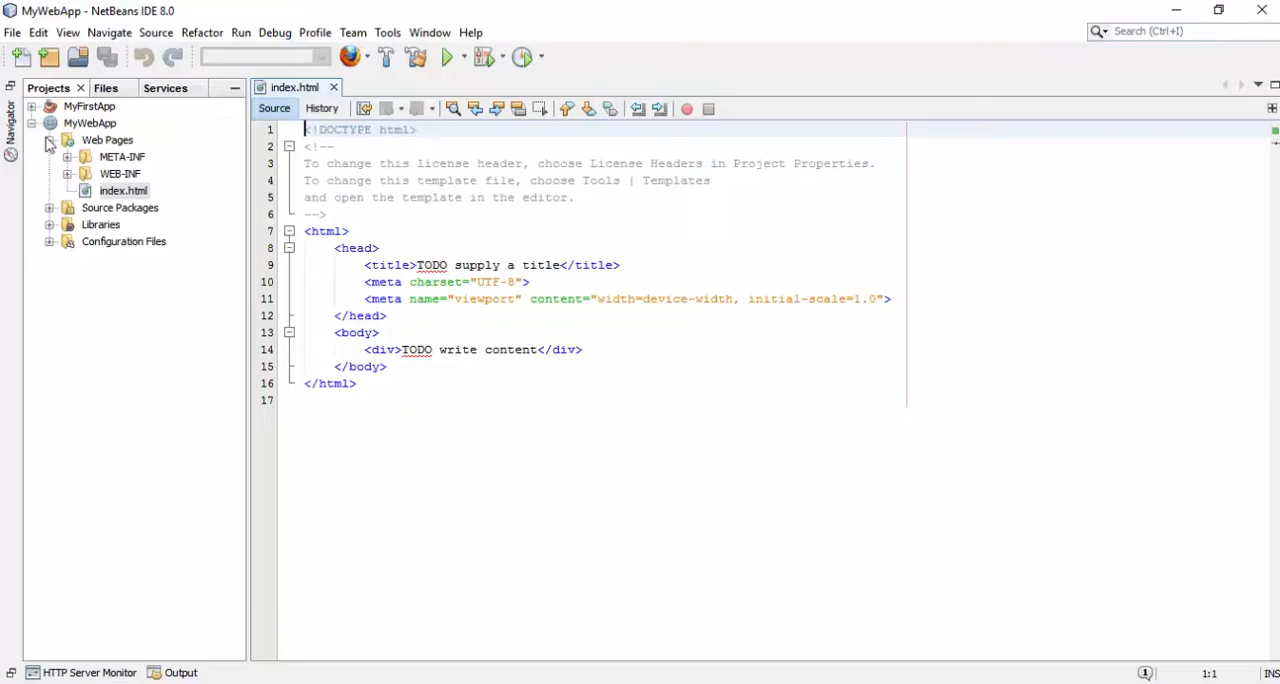 MyWebApp - NetBeans IDE 8.0
File Edit View Navigate Source Refactor Run Debug Profile Team Tools Window Help
Search (Ctrl+I)
Projects Files Services
index.html
Navigator
Source History
MyFirstApp
MyWebApp
Web Pages
META-INF
WEB-INF
index.html
Source Packages
Libraries
Configuration Files
1 <!DOCTYPE html>
2 <!--
3 To change this license header, choose License Headers in Project Properties.
4 To change this template file, choose Tools | Templates
5 and open the template in the editor.
6 -->
7 <html>
8 <head>
9 <title>TODO supply a title</title>
10 <meta charset="UTF-8">
11 <meta name="viewport" content="width=device-width, initial-scale=1.0">
12 </head>
13 <body>
14 <div>TODO write content</div>
15 </body>
16 </html>
17
HTTP Server Monitor Output
1 1:1 INS